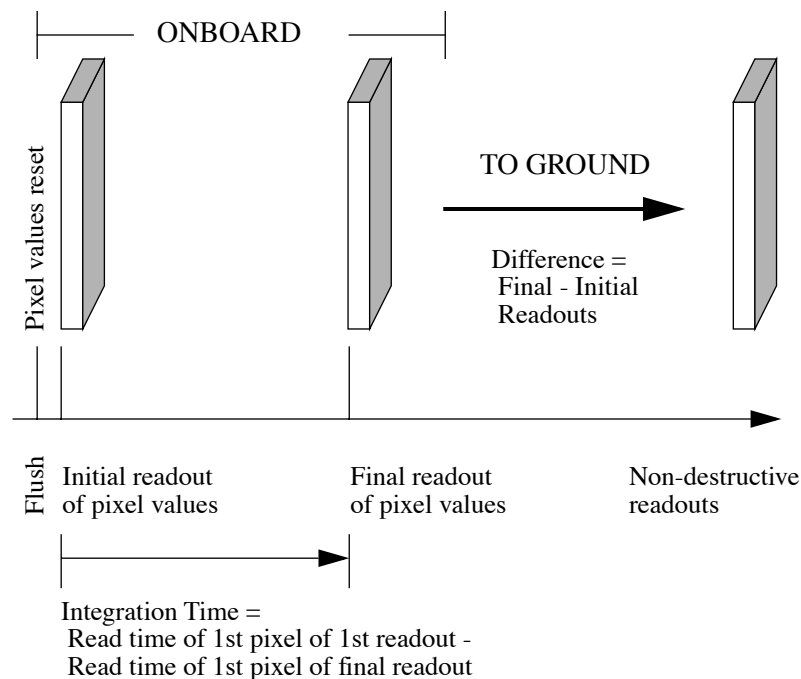 ONBOARD
Pixel values reset
TO GROUND
Difference =
Final - Initial
Readouts
Flush
Initial readout
of pixel values
Final readout
of pixel values
Non-destructive
readouts
Integration Time =
Read time of 1st pixel of 1st readout -
Read time of 1st pixel of final readout